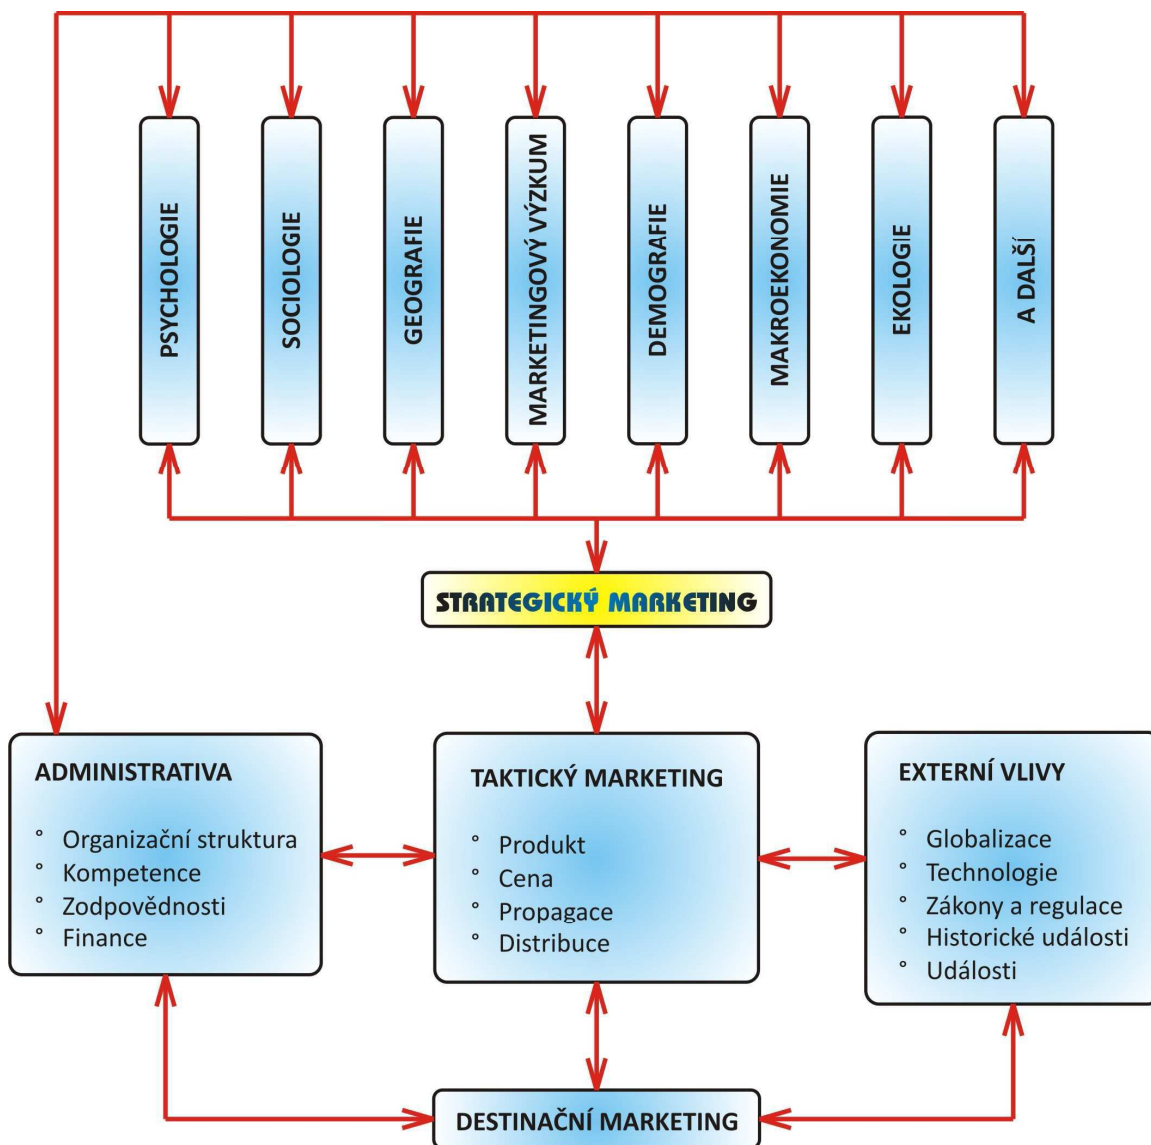 PSYCHOLOGIE
SOCIOLOGIE
GEOGRAFIE
MARKETINGOVÝ VÝZKUM
DEMOGRAFIE
MAKROEKONOMIE
EKOLOGIE
A DALŠÍ
STRATEGICKÝ MARKETING
ADMINISTRATIVA
° Organizační struktura
° Kompetence
° Zodpovědnosti
° Finance
TAKTICKÝ MARKETING
° Produkt
° Cena
° Propagace
° Distribuce
EXTERNÍ VLIVY
° Globalizace
° Technologie
° Zákony a regulace
° Historické události
° Události
DESTINAČNÍ MARKETING